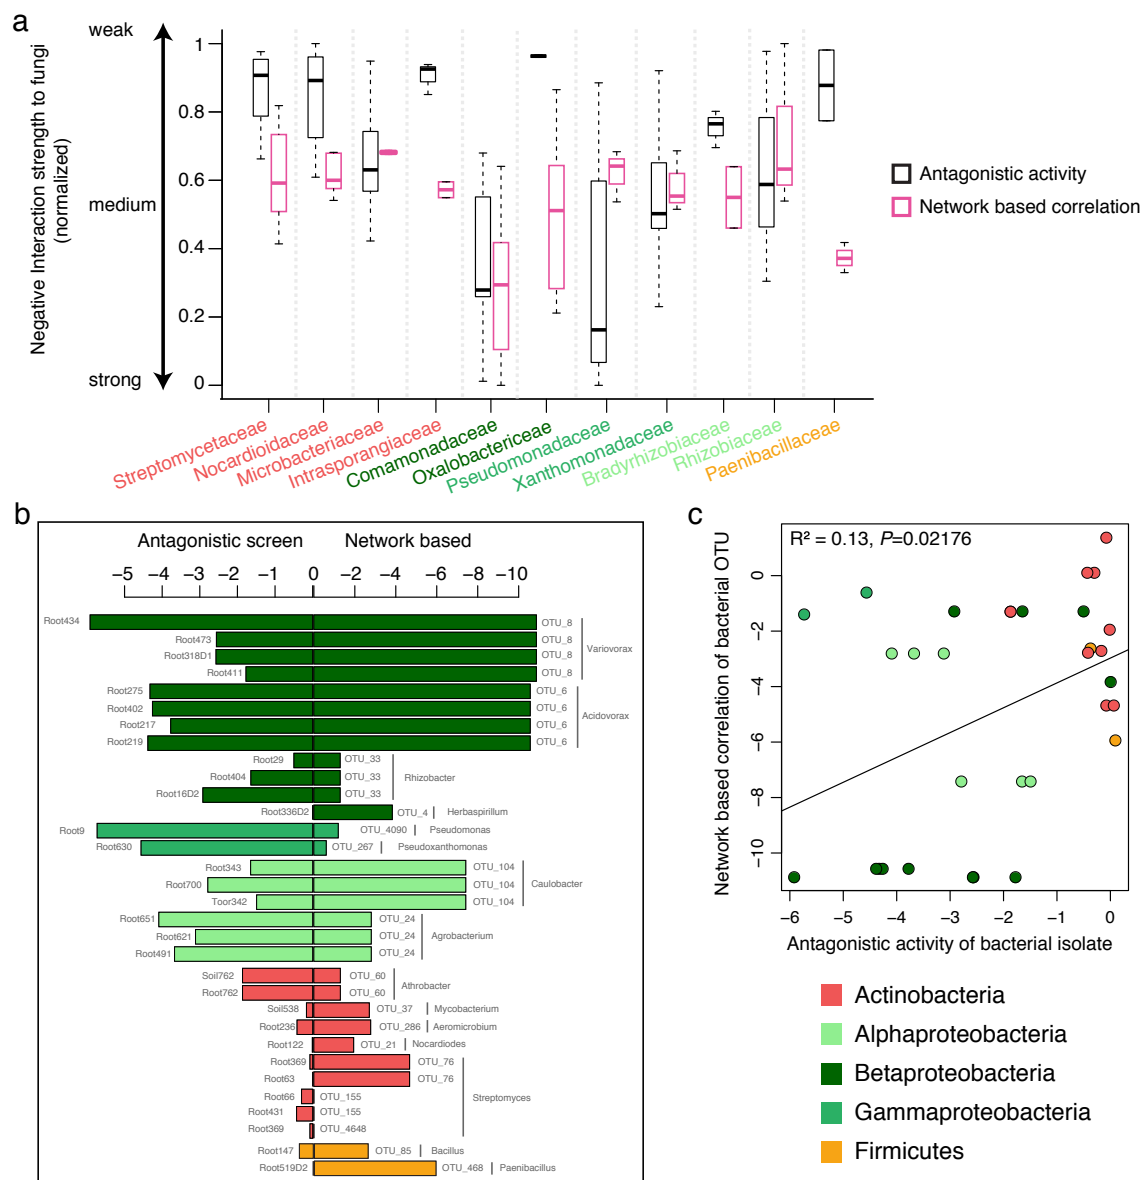 a
weak
medium
strong
Negative Interaction strength to fungi
(normalized)
1
0.8
0.6
0.4
0.2
0
Antagonistic activity
Network based correlation
Streptomycetaceae
Nocardioidaceae
Microbacteriaceae
Intrasporangiaceae
Comamonadaceae
Oxalobactericeae
Pseudomonadaceae
Xanthomonadaceae
Bradyrhizobiaceae
Rhizobiaceae
Paenibacillaceae
b
Antagonistic screen Network based
−5 −4 −3 −2 −1 0 −2 −4 −6 −8 −10
Root434 OTU_8
Root473 OTU_8
Root318D1 OTU_8
Root411 OTU_8
Variovorax
Root275 OTU_6
Root402 OTU_6
Root217 OTU_6
Root219 OTU_6
Acidovorax
Root29 OTU_33
Root404 OTU_33
Root16D2 OTU_33
Rhizobacter
Root336D2 OTU_4 Herbaspirillum
Root9 OTU_4090 Pseudomonas
Root630 OTU_267 Pseudoxanthomonas
Root343 OTU_104
Root700 OTU_104
Toor342 OTU_104
Caulobacter
Root651 OTU_24
Root621 OTU_24
Root491 OTU_24
Agrobacterium
Soil762 OTU_60
Root762 OTU_60
Athrobacter
Soil538 OTU_37 Mycobacterium
Root236 OTU_286 Aeromicrobium
Root122 OTU_21 Nocardiodes
Root369 OTU_76
Root63 OTU_76
Root66 OTU_155
Root431 OTU_155
Root369 OTU_4648
Streptomyces
Root147 OTU_85 Bacillus
Root519D2 OTU_468 Paenibacillus
c
R² = 0.13, P=0.02176
Network based correlation of bacterial OTU
0
−2
−4
−6
−8
−10
−6 −5 −4 −3 −2 −1 0
Antagonistic activity of bacterial isolate
Actinobacteria
Alphaproteobacteria
Betaproteobacteria
Gammaproteobacteria
Firmicutes